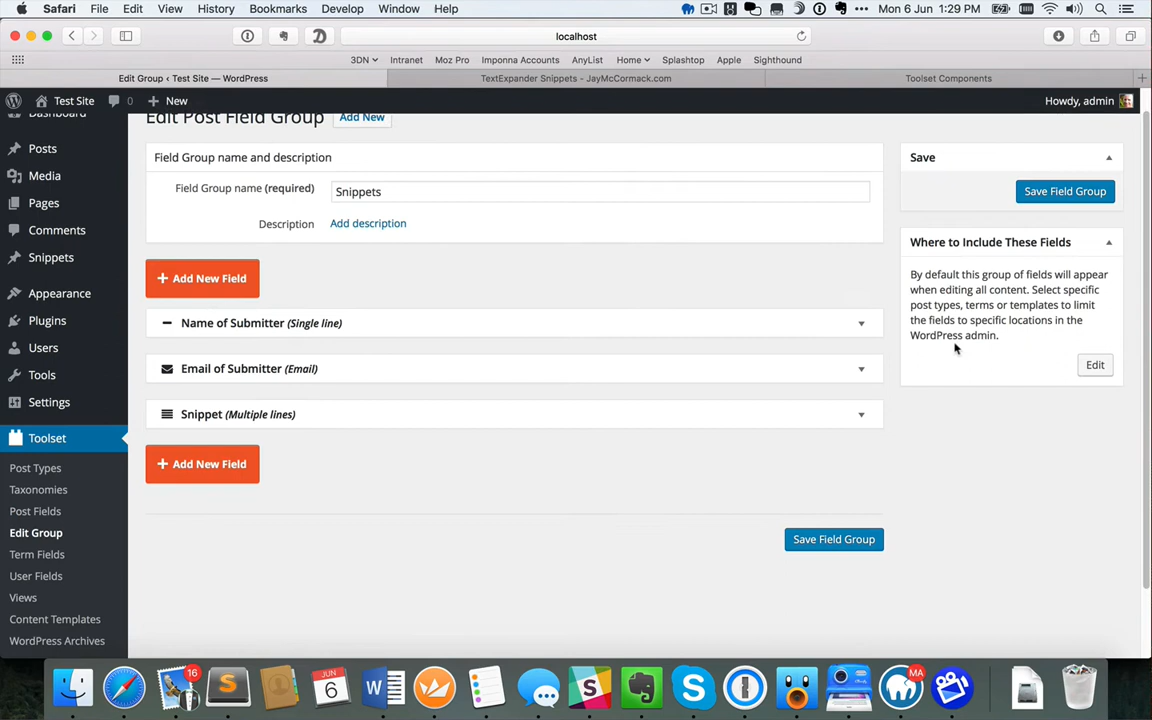 Safari File Edit View History Bookmarks Develop Window Help
Mon 6 Jun 1:29 PM
localhost
3DN Intranet Moz Pro Imponna Accounts AnyList Home Splashtop Apple Sighthound
Edit Group ‹ Test Site — WordPress
TextExpander Snippets - JayMcCormack.com
Toolset Components
Test Site 0 New
Howdy, admin
Dashboard
Posts
Media
Pages
Comments
Snippets
Appearance
Plugins
Users
Tools
Settings
Toolset
Post Types
Taxonomies
Post Fields
Edit Group
Term Fields
User Fields
Views
Content Templates
WordPress Archives
Edit Post Field Group Add New
Field Group name and description
Field Group name (required) Snippets
Description Add description
+ Add New Field
Name of Submitter (Single line)
Email of Submitter (Email)
Snippet (Multiple lines)
+ Add New Field
Save Field Group
Save
Save Field Group
Where to Include These Fields
By default this group of fields will appear
when editing all content. Select specific
post types, terms or templates to limit
the fields to specific locations in the
WordPress admin.
Edit
16
JUN
6
MA